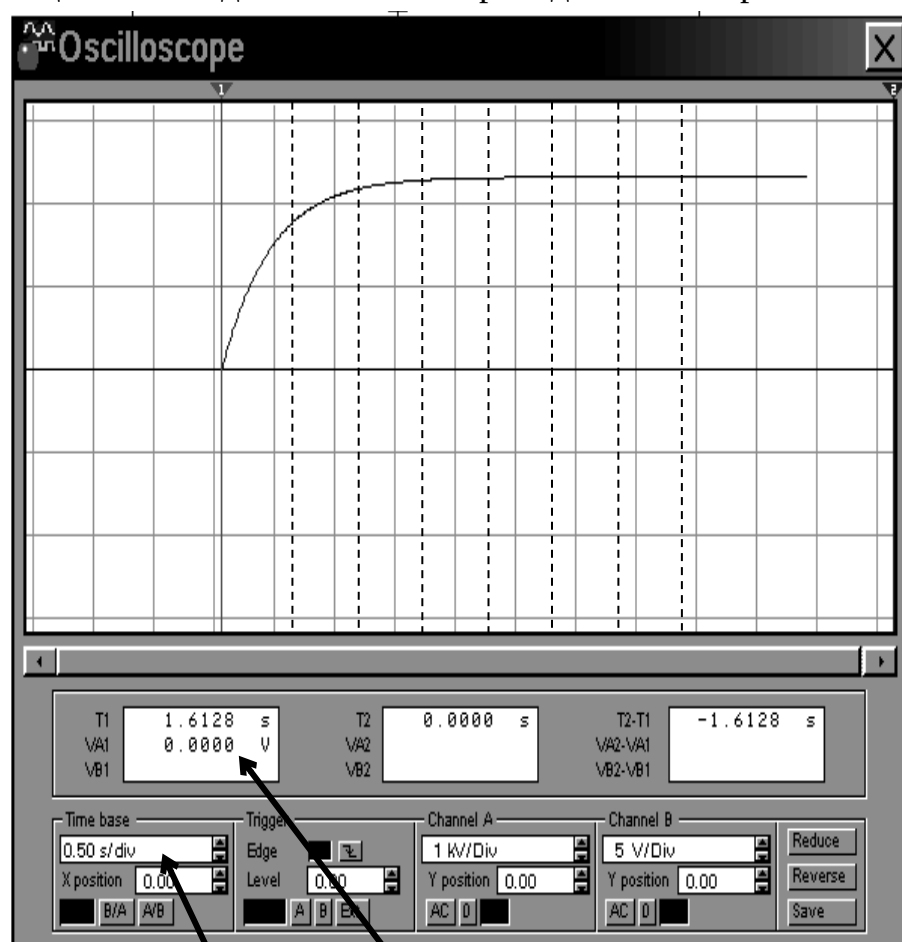 Oscilloscope
1
2
T1 1.6128 s
VA1 0.0000 V
VB1
T2 0.0000 s
VA2
VB2
T2-T1 -1.6128 s
VA2-VA1
VB2-VB1
Time base
0.50 s/div
X position 0.00
B/A A/B
Trigger
Edge
Level 0.00
A B
Channel A
1 kV/Div
Y position 0.00
AC 0
Channel B
5 V/Div
Y position 0.00
AC 0
Reduce
Reverse
Save